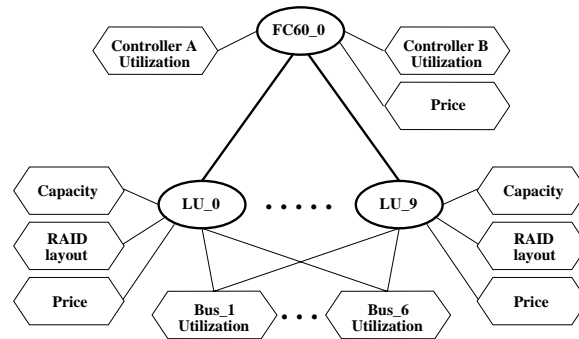 FC60_0
Controller A
Utilization
Controller B
Utilization
Price
Capacity
LU_0
. . . . .
LU_9
Capacity
RAID
layout
RAID
layout
Price
Bus_1
Utilization
. . .
Bus_6
Utilization
Price